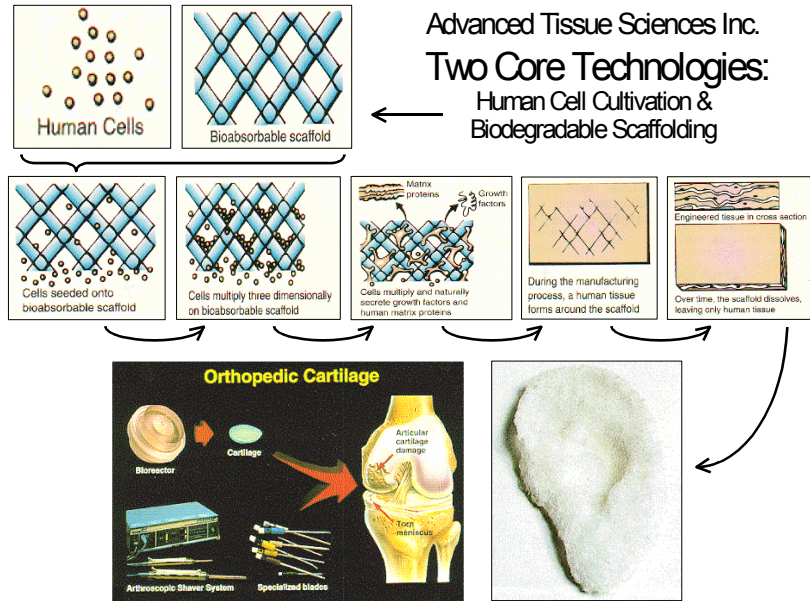 Advanced Tissue Sciences Inc.
Two Core Technologies:
Human Cell Cultivation &
Biodegradable Scaffolding
Human Cells
Bioabsorbable scaffold
Cells seeded onto
bioabsorbable scaffold
Cells multiply three dimensionally
on bioabsorbable scaffold
Matrix
proteins
Growth
factors
Cells multiply and naturally
secrete growth factors and
human matrix proteins
During the manufacturing
process, a human tissue
forms around the scaffold
Engineered tissue in cross section
Over time, the scaffold dissolves,
leaving only human tissue
Orthopedic Cartilage
Bioreactor
Cartilage
Articular
cartilage
damage
Torn
meniscus
Arthroscopic Shaver System
Specialized blades